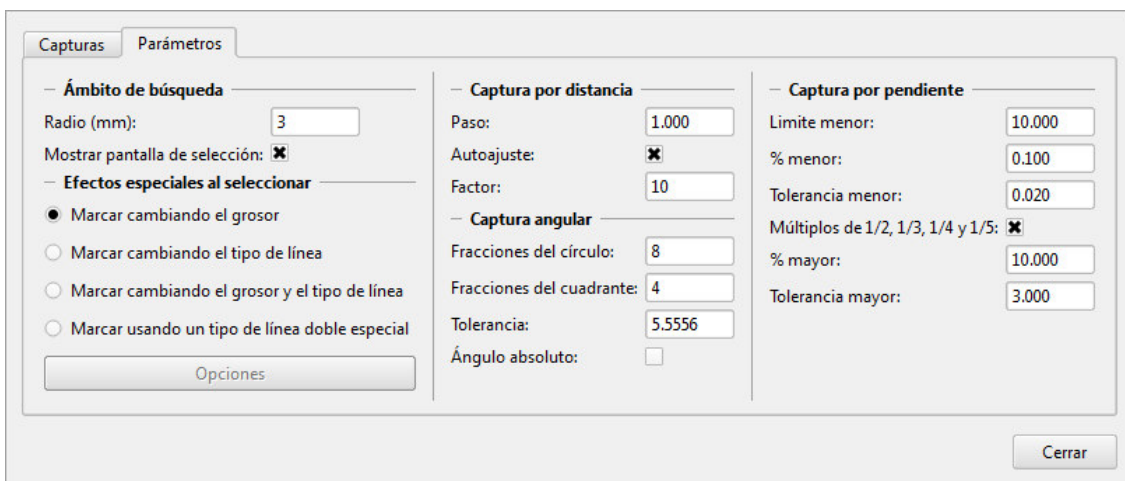 Capturas
Parámetros
Ámbito de búsqueda
Radio (mm): 3
Mostrar pantalla de selección:
Efectos especiales al seleccionar
Marcar cambiando el grosor
Marcar cambiando el tipo de línea
Marcar cambiando el grosor y el tipo de línea
Marcar usando un tipo de línea doble especial
Opciones
Captura por distancia
Paso: 1.000
Autoajuste:
Factor: 10
Captura angular
Fracciones del círculo: 8
Fracciones del cuadrante: 4
Tolerancia: 5.5556
Ángulo absoluto:
Captura por pendiente
Limite menor: 10.000
% menor: 0.100
Tolerancia menor: 0.020
Múltiplos de 1/2, 1/3, 1/4 y 1/5:
% mayor: 10.000
Tolerancia mayor: 3.000
Cerrar